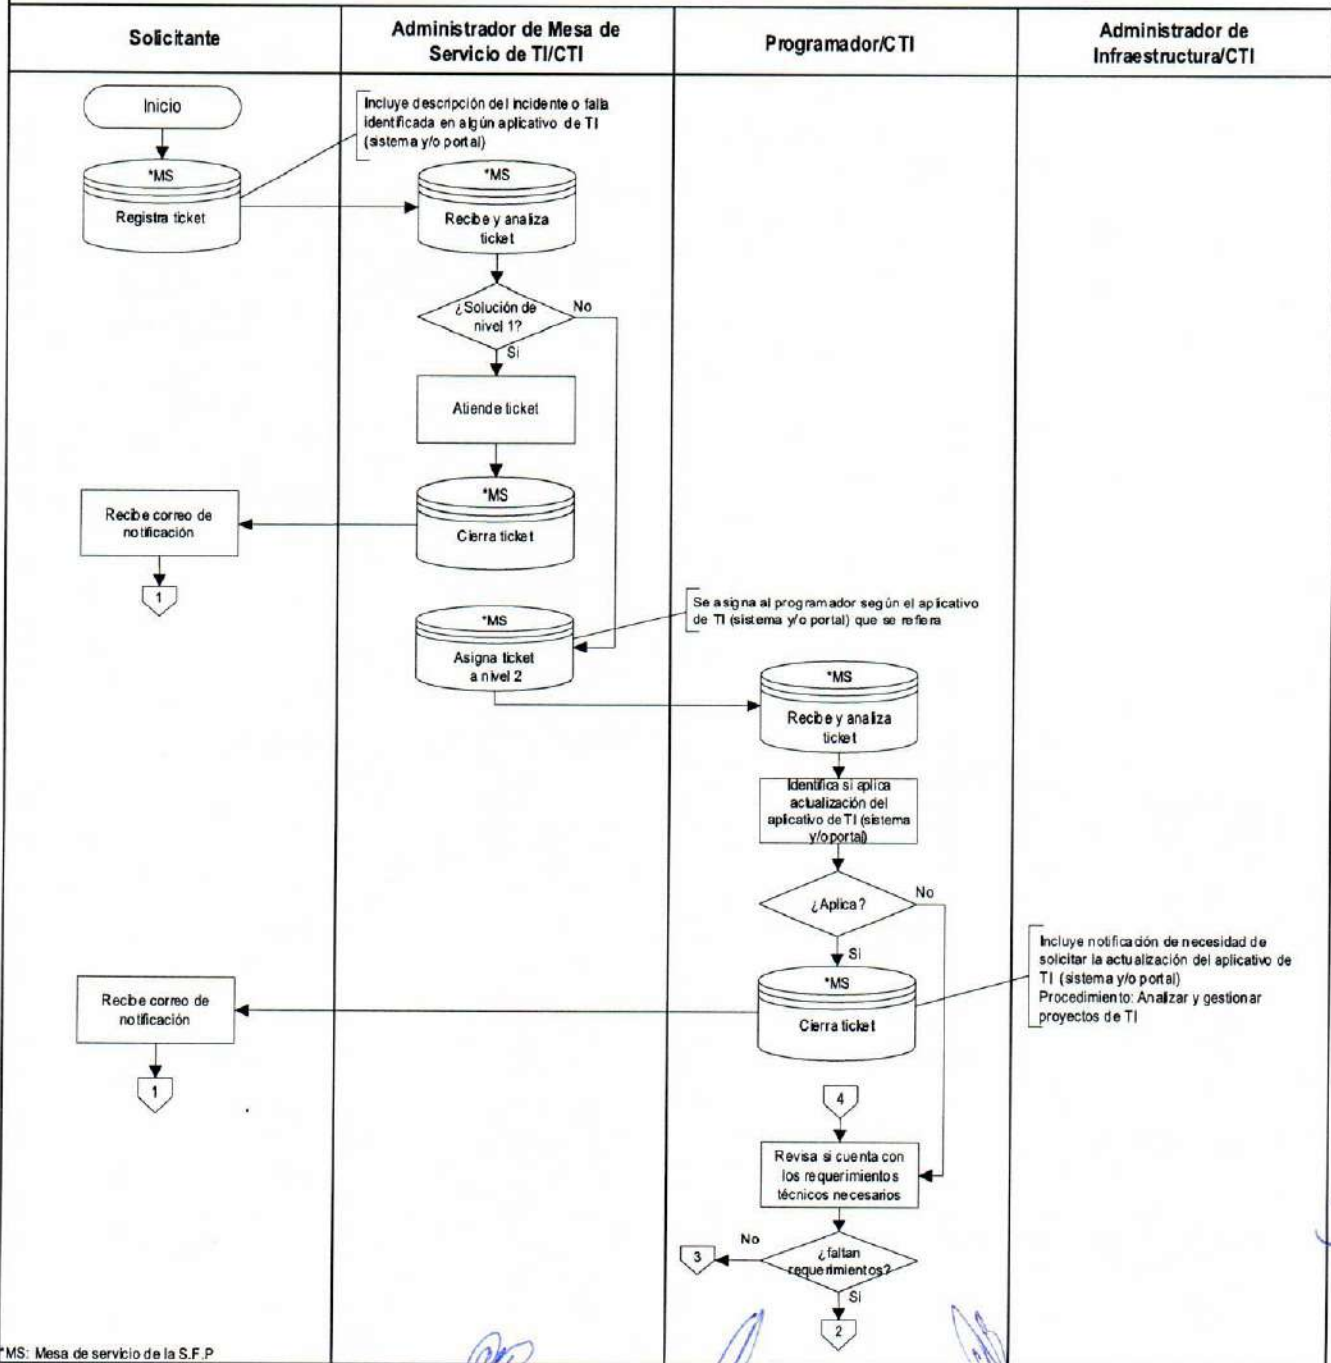 Solicitante
Administrador de Mesa de
Servicio de TI/CTI
Programador/CTI
Administrador de
Infraestructura/CTI
Inicio
Incluye descripción del incidente o falla
identificada en algún aplicativo de TI
(sistema y/o portal)
*MS
Registra ticket
*MS
Recibe y analiza
ticket
¿Solución de
nivel 1?
No
Si
Atiende ticket
*MS
Cierra ticket
Recibe correo de
notificación
1
*MS
Asigna ticket
a nivel 2
Se asigna al programador según el aplicativo
de TI (sistema y/o portal) que se refiera
*MS
Recibe y analiza
ticket
Identifica si aplica
actualización del
aplicativo de TI (sistema
y/o portal)
¿Aplica?
No
Si
*MS
Cierra ticket
Incluye notificación de necesidad de
solicitar la actualización del aplicativo de
TI (sistema y/o portal)
Procedimiento: Analizar y gestionar
proyectos de TI
Recibe correo de
notificación
1
4
Revisa si cuenta con
los requerimientos
técnicos necesarios
¿faltan
requerimientos?
No
3
Si
2
*MS: Mesa de servicio de la S.F.P